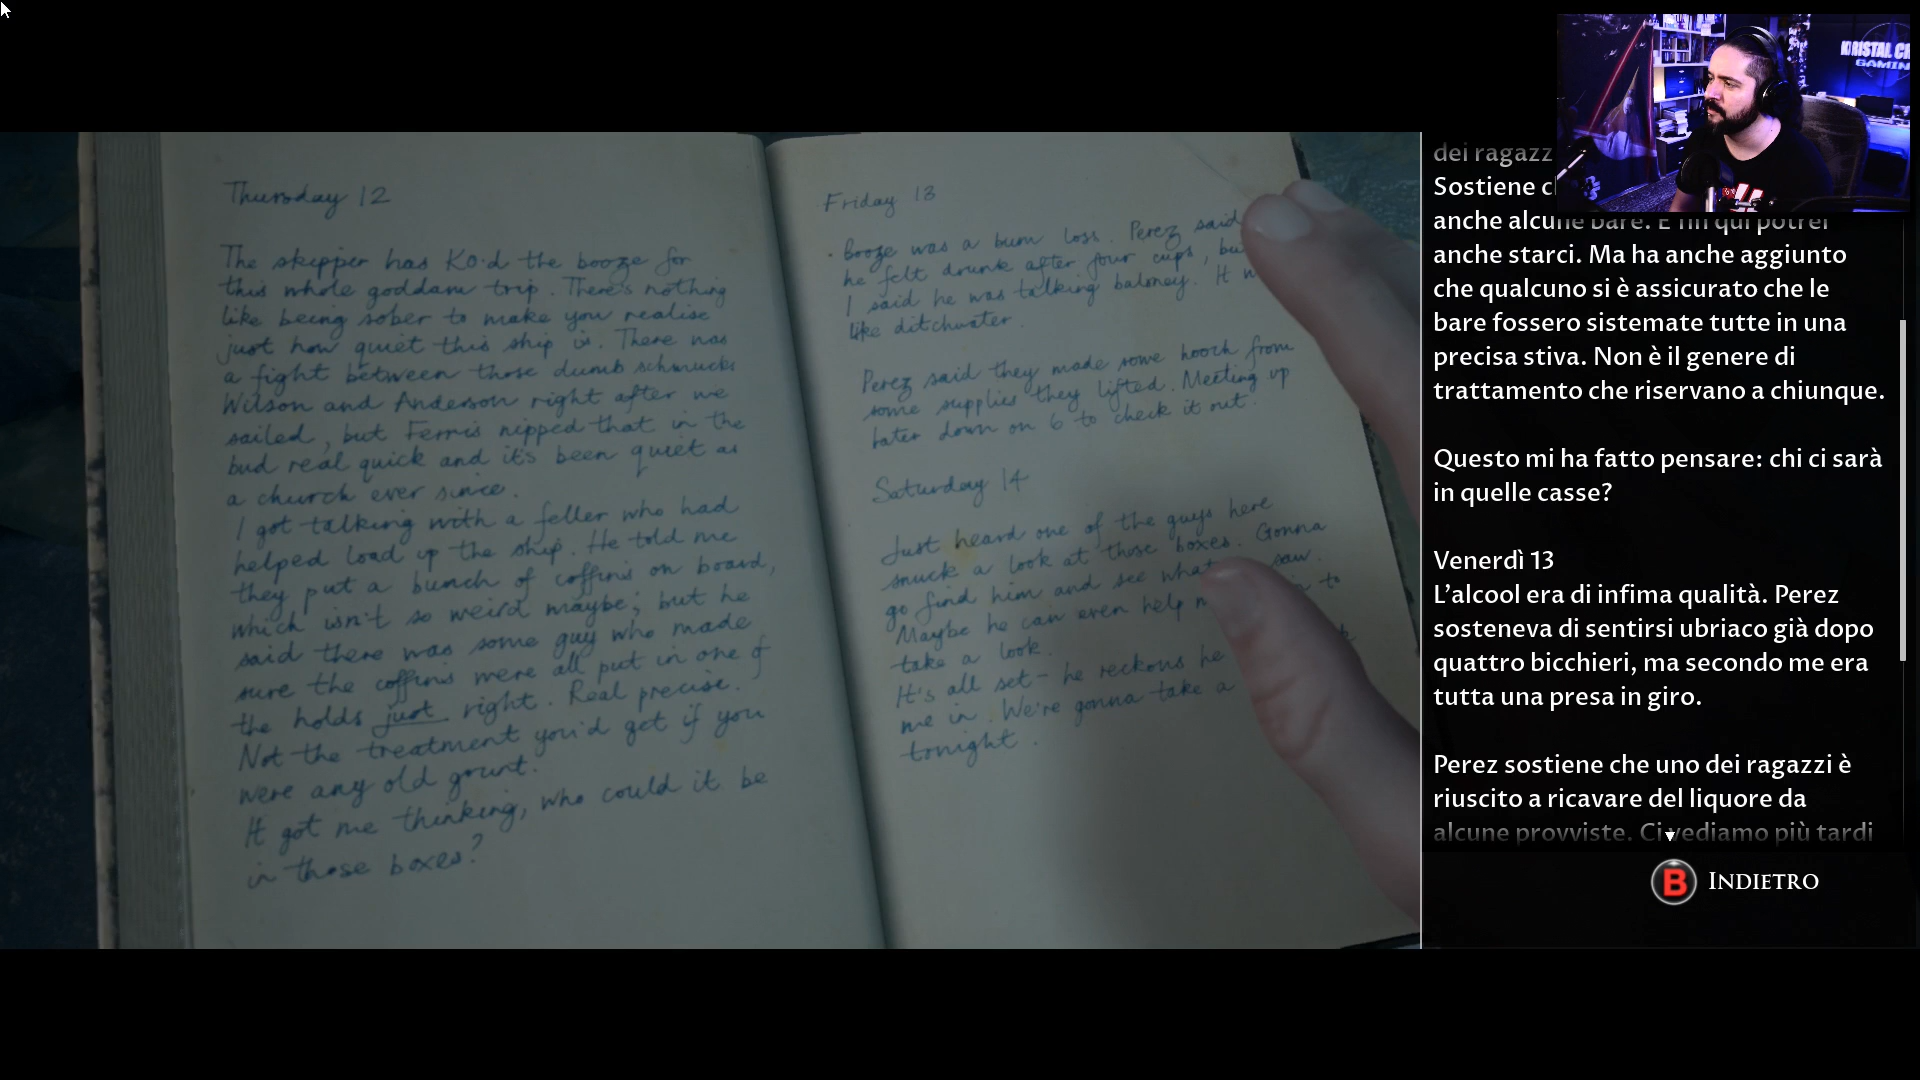 Thursday 12
The skipper has KO'd the booze for
this whole goddam trip. There's nothing
like being sober to make you realise
just how quiet this ship is. There was
a fight between those dumb schmucks
Wilson and Anderson right after we
sailed, but Ferris nipped that in the
bud real quick and it's been quiet as
a church ever since.
I got talking with a feller who had
helped load up the ship. He told me
they put a bunch of coffins on board,
which isn't so weird maybe; but he
said there was some guy who made
sure the coffins were all put in one of
the holds just right. Real precise.
Not the treatment you'd get if you
were any old grunt.
It got me thinking, who could it be
in those boxes?
Friday 13
Booze was a bum loss. Perez said
he felt drunk after four cups, bu
I said he was talking baloney. It w
like ditchwater.
Perez said they made some hooch from
some supplies they lifted. Meeting up
later down on 6 to check it out.
Saturday 14
Just heard one of the guys here
snuck a look at those boxes. Gonna
go find him and see what saw.
Maybe he can even help to
take a look.
It's all set - he reckons he
me in. We're gonna take a
tonight.
dei ragazz
Sostiene
anche alcune bare. E fin qui potrei
anche starci. Ma ha anche aggiunto
che qualcuno si è assicurato che le
bare fossero sistemate tutte in una
precisa stiva. Non è il genere di
trattamento che riservano a chiunque.
Questo mi ha fatto pensare: chi ci sarà
in quelle casse?
Venerdì 13
L'alcool era di infima qualità. Perez
sosteneva di sentirsi ubriaco già dopo
quattro bicchieri, ma secondo me era
tutta una presa in giro.
Perez sostiene che uno dei ragazzi è
riuscito a ricavare del liquore da
alcune provviste. Ci vediamo più tardi
B INDIETRO
KRISTAL
GAMIN